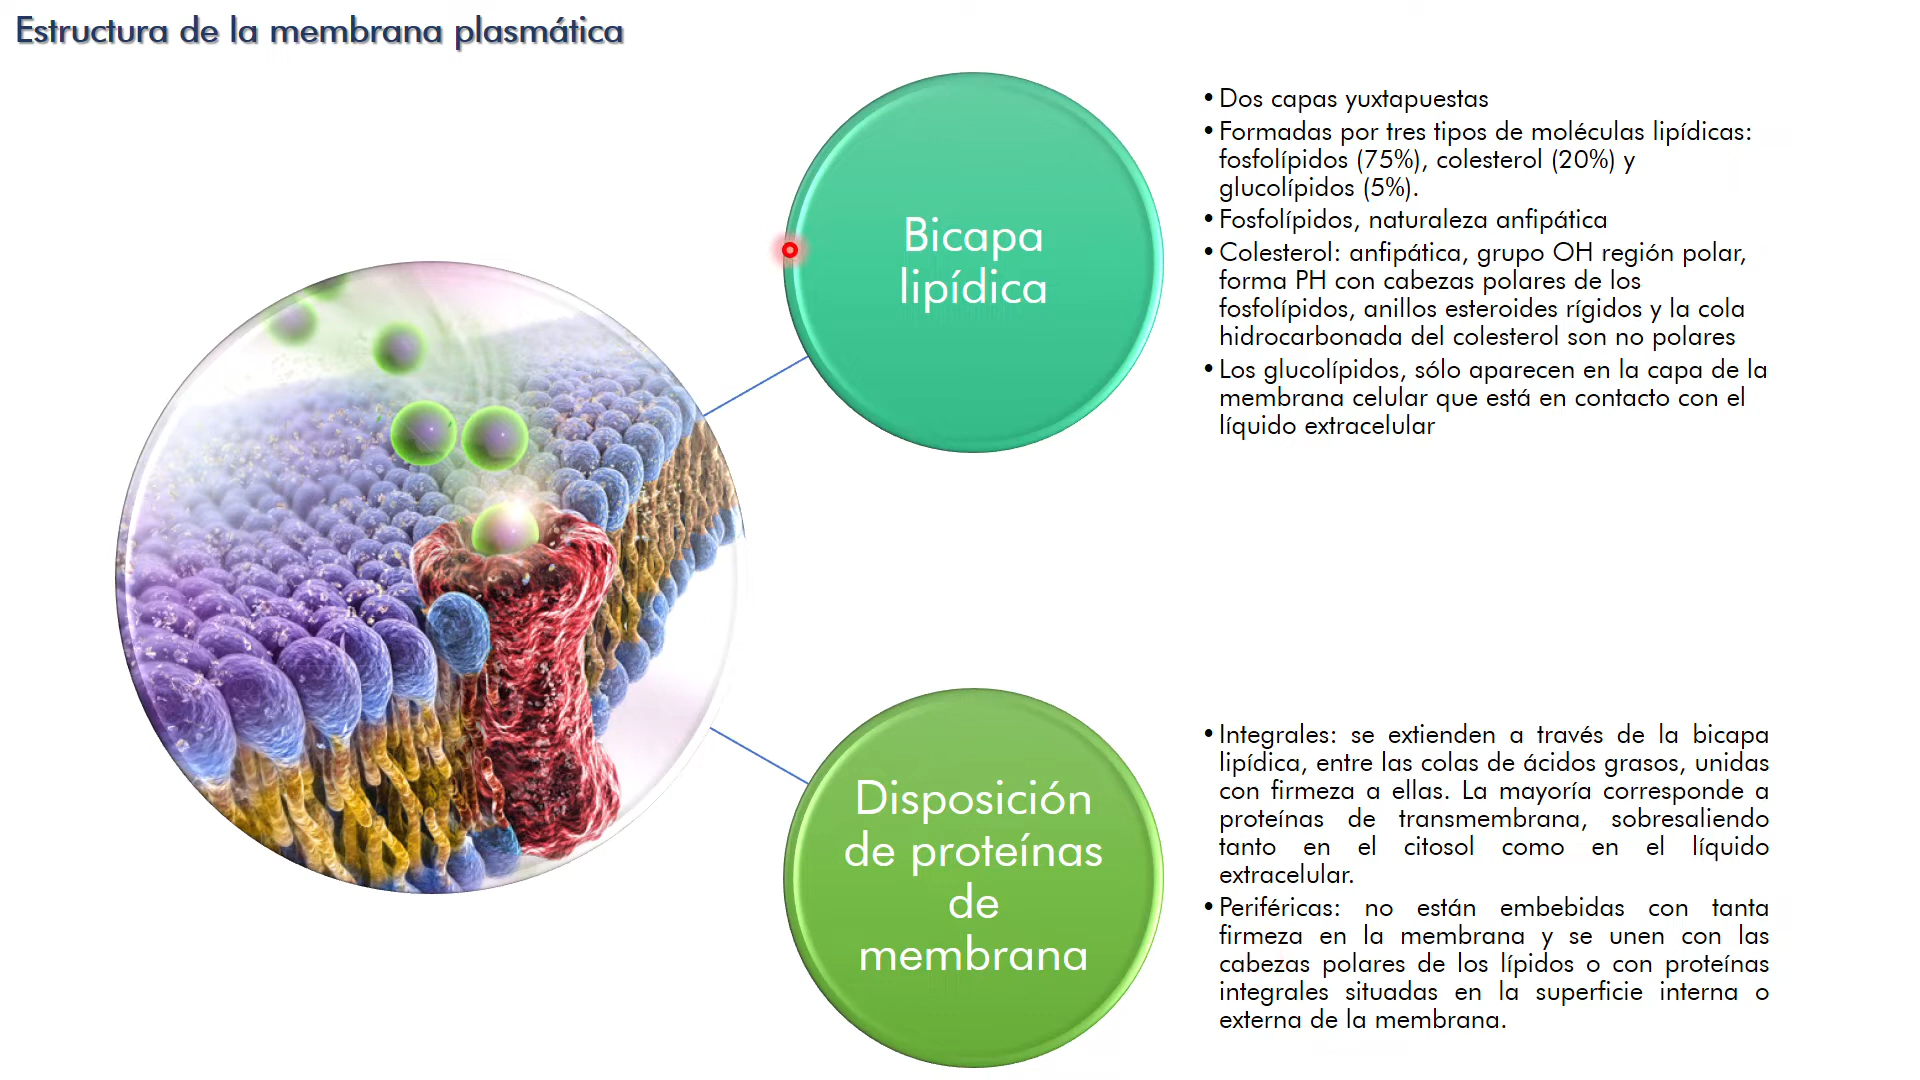 Estructura de la membrana plasmática
Bicapa
lipídica
• Dos capas yuxtapuestas
• Formadas por tres tipos de moléculas lipídicas:
fosfolípidos (75%), colesterol (20%) y
glucolípidos (5%).
• Fosfolípidos, naturaleza anfipática
• Colesterol: anfipática, grupo OH región polar,
forma PH con cabezas polares de los
fosfolípidos, anillos esteroides rígidos y la cola
hidrocarbonada del colesterol son no polares
• Los glucolípidos, sólo aparecen en la capa de la
membrana celular que está en contacto con el
líquido extracelular
Disposición
de proteínas
de
membrana
• Integrales: se extienden a través de la bicapa
lipídica, entre las colas de ácidos grasos, unidas
con firmeza a ellas. La mayoría corresponde a
proteínas de transmembrana, sobresaliendo
tanto en el citosol como en el líquido
extracelular.
• Periféricas: no están embebidas con tanta
firmeza en la membrana y se unen con las
cabezas polares de los lípidos o con proteínas
integrales situadas en la superficie interna o
externa de la membrana.